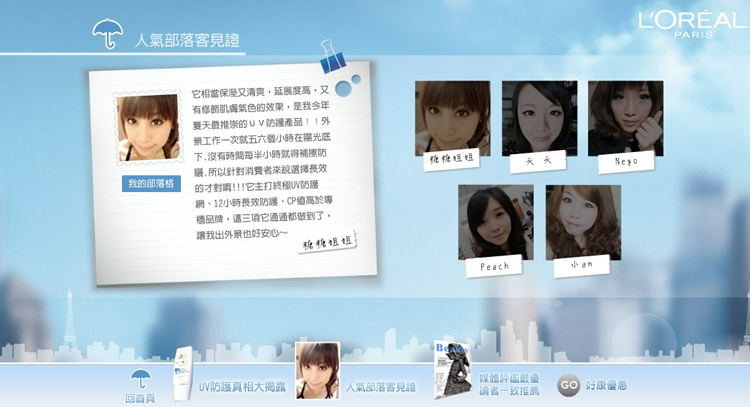 人氣部落客見證
L'ORÉAL
PARIS
它相當保溼又清爽，延展度高，又
有修飾肌膚氣色的效果，是我今年
夏天最推崇的ＵＶ防護產品！！外
景工作一次就五六個小時在陽光底
下.沒有時間每半小時就得補擦防
曬.所以針對消費者來說選擇長效
的才對唷!!!它主打終極UV防護
網、12小時長效防護、CP值高於專
櫃品牌，這三項它通通都做到了，
讓我出外景也好安心～
糖糖姐姐
我的部落格
糖糖姐姐
天天
Nego
Peach
小an
回首頁
UV防護真相大揭露
人氣部落客見證
Beauty
媒體評鑑最優
讀者一致推薦
GO 好康優惠